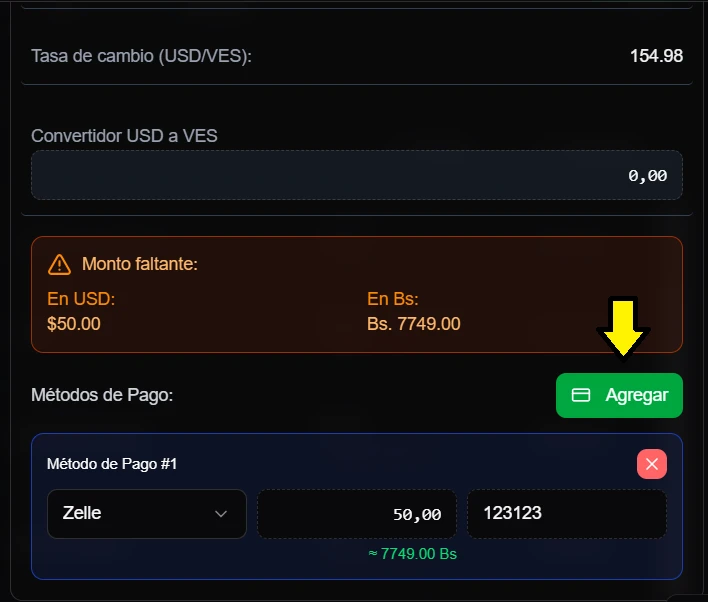 Tasa de cambio (USD/VES): 154.98
Convertidor USD a VES
0,00
Monto faltante:
En USD: En Bs:
$50.00 Bs. 7749.00
Métodos de Pago: Agregar
Método de Pago #1
Zelle 50,00 123123
≈ 7749.00 Bs